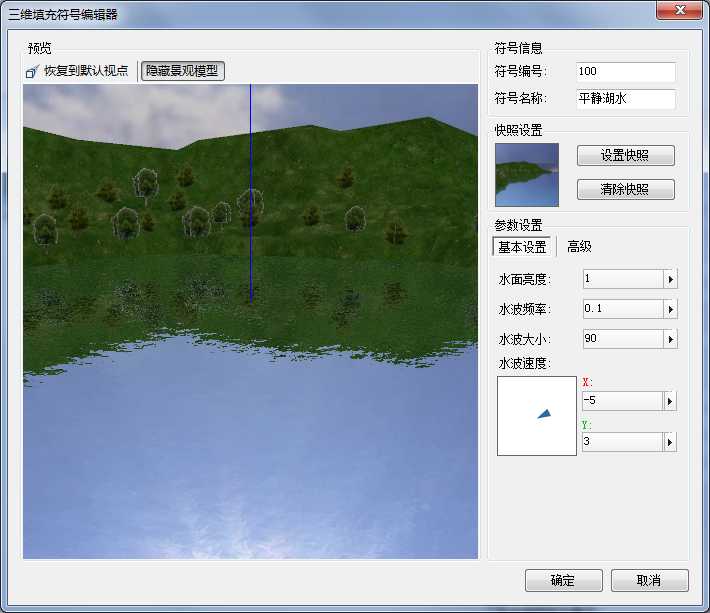 三维填充符号编辑器
预览
恢复到默认视点 隐藏景观模型
符号信息
符号编号: 100
符号名称: 平静湖水
快照设置
设置快照
清除快照
参数设置
基本设置 高级
水面亮度: 1
水波频率: 0.1
水波大小: 90
水波速度:
X:
-5
Y:
3
确定 取消